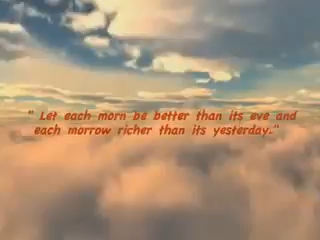 " Let each morn be better than its eve and
each morrow richer than its yesterday."